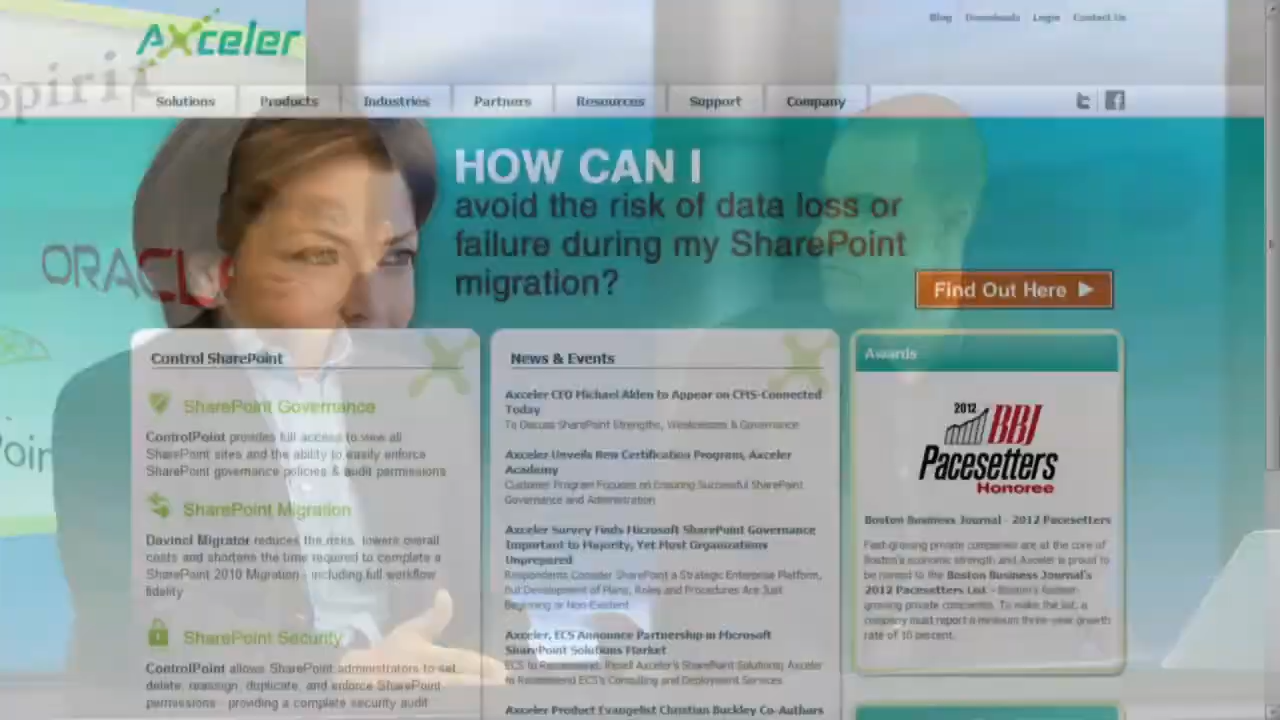 Axceler
Blog Downloads Login Contact Us
Spirit
Solutions Products Industries Partners Resources Support Company
HOW CAN I
avoid the risk of data loss or
failure during my SharePoint
migration?
ORACLE
Find Out Here
Control SharePoint
SharePoint Governance
ControlPoint provides full access to view all
SharePoint sites and the ability to easily enforce
SharePoint governance policies & audit permissions
SharePoint Migration
Davinci Migrator reduces the risks, lowers overall
costs and shortens the time required to complete a
SharePoint 2010 Migration - including full workflow
fidelity
SharePoint Security
ControlPoint allows SharePoint administrators to set,
delete, reassign, duplicate, and enforce SharePoint
permissions - providing a complete security audit
News & Events
Axceler CEO Michael Alden to Appear on CMS-Connected
Today
To Discuss SharePoint Strengths, Weaknesses & Governance
Axceler Unveils New Certification Program, Axceler
Academy
Customer Program Focuses on Ensuring Successful SharePoint
Governance and Administration
Axceler Survey Finds Microsoft SharePoint Governance
Important to Majority, Yet Most Organizations
Unprepared
Respondents Consider SharePoint a Strategic Enterprise Platform,
But Development of Plans, Roles and Procedures Are Just
Beginning or Non-Existent
Axceler, ECS Announce Partnership in Microsoft
SharePoint Solutions Market
ECS to Recommend, Resell Axceler's SharePoint Solutions; Axceler
to Recommend ECS's Consulting and Deployment Services
Axceler Product Evangelist Christian Buckley Co-Authors
Awards
2012 BBJ
Pacesetters
Honoree
Boston Business Journal - 2012 Pacesetters
Fast-growing private companies are at the core of
Boston's economic strength and Axceler is proud to
be named to the Boston Business Journal's
2012 Pacesetters List - Boston's fastest-
growing private companies. To make the list, a
company must report a minimum three-year growth
rate of 10 percent.